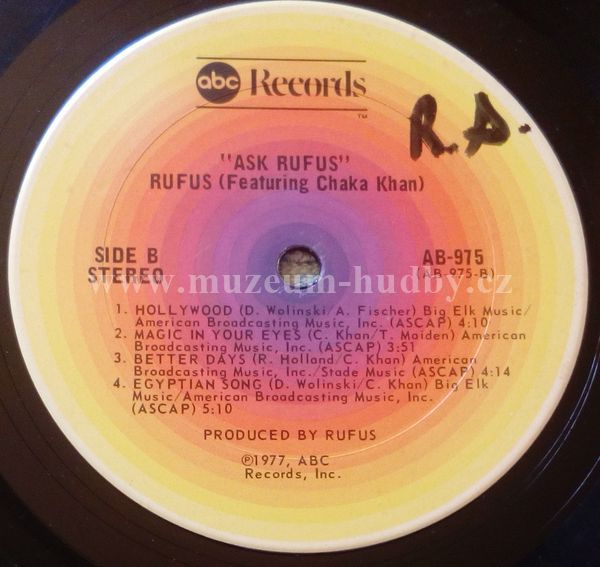 abc Records
TM
R.A.
"ASK RUFUS"
RUFUS (Featuring Chaka Khan)
SIDE B
STEREO
AB-975
(AB-975-B)
www.muzeum-hudby.cz
1. HOLLYWOOD (D. Wolinski/A. Fischer) Big Elk Music/
American Broadcasting Music, Inc. (ASCAP) 4:10
2. MAGIC IN YOUR EYES (C. Khan/T. Maiden) American
Broadcasting Music, Inc. (ASCAP) 3:51
3. BETTER DAYS (R. Holland/C. Khan) American
Broadcasting Music, Inc./Stade Music (ASCAP) 4:14
4. EGYPTIAN SONG (D. Wolinski/C. Khan) Big Elk
Music/American Broadcasting Music, Inc.
(ASCAP) 5:10
PRODUCED BY RUFUS
℗1977, ABC
Records, Inc.